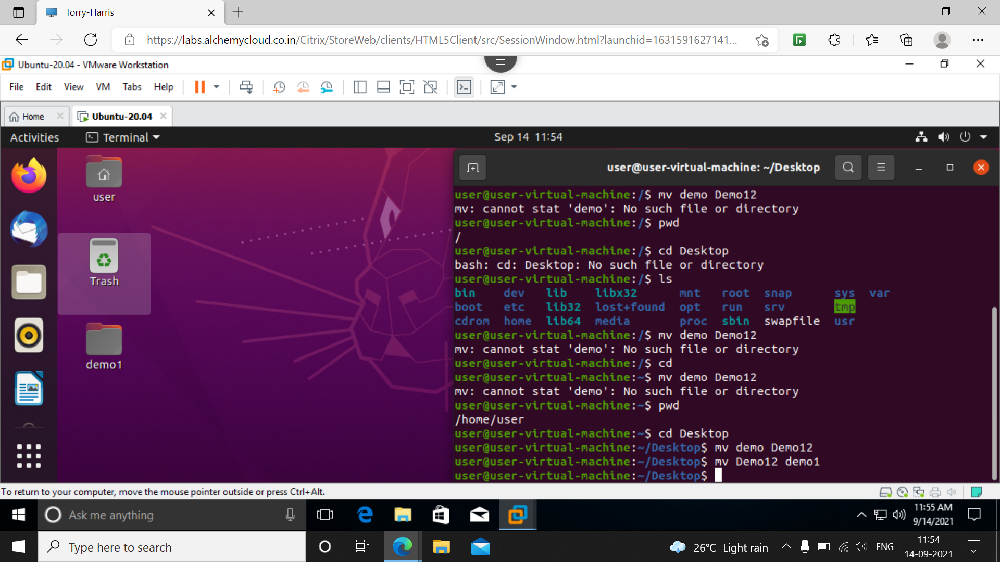 Torry-Harris
https://labs.alchemycloud.co.in/Citrix/StoreWeb/clients/HTML5Client/src/SessionWindow.html?launchid=1631591627141...
Ubuntu-20.04 - VMware Workstation
File Edit View VM Tabs Help
Home Ubuntu-20.04
Activities Terminal Sep 14 11:54
user
Trash
demo1
user@user-virtual-machine: ~/Desktop
user@user-virtual-machine:/$ mv demo Demo12
mv: cannot stat 'demo': No such file or directory
user@user-virtual-machine:/$ pwd
/
user@user-virtual-machine:/$ cd Desktop
bash: cd: Desktop: No such file or directory
user@user-virtual-machine:/$ ls
bin dev lib libx32 mnt root snap sys var
boot etc lib32 lost+found opt run srv tmp
cdrom home lib64 media proc sbin swapfile usr
user@user-virtual-machine:/$ mv demo Demo12
mv: cannot stat 'demo': No such file or directory
user@user-virtual-machine:/$ cd
user@user-virtual-machine:~$ mv demo Demo12
mv: cannot stat 'demo': No such file or directory
user@user-virtual-machine:~$ pwd
/home/user
user@user-virtual-machine:~$ cd Desktop
user@user-virtual-machine:~/Desktop$ mv demo Demo12
user@user-virtual-machine:~/Desktop$ mv Demo12 demo1
user@user-virtual-machine:~/Desktop$
To return to your computer, move the mouse pointer outside or press Ctrl+Alt.
Ask me anything
11:55 AM
9/14/2021
Type here to search
26°C Light rain
ENG
11:54
14-09-2021